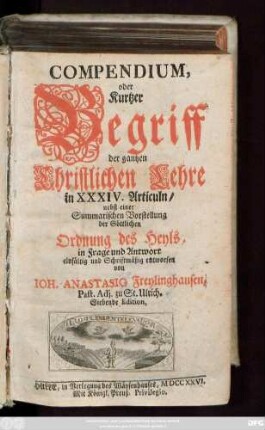 COMPENDIUM,
oder
Kurtzer
Begriff
der gantzen
Christlichen Lehre
in XXXIV. Articuln/
nebst einer
Summarischen Vorstellung
der Göttlichen
Ordnung des Heyls,
in Frage und Antwort
einfältig und Schriftmäßig entworfen
von
IOH. ANASTASIO Freylinghausen,
Past. Adj. zu St. Ulrich.
Siebende Edition,
HALLE, in Verlegung des Wäysenhauses, MDCCXXVI.
Mit Königl. Preuß. Privilegio.